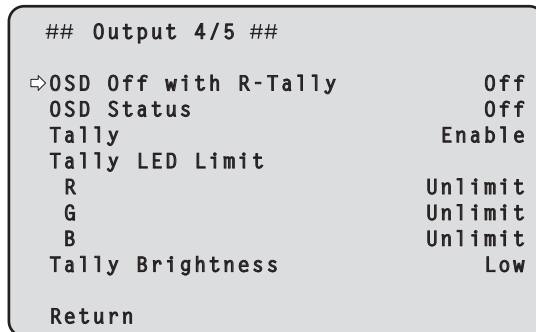 ## Output 4/5 ##
⇨OSD Off with R-Tally Off
OSD Status Off
Tally Enable
Tally LED Limit
R Unlimit
G Unlimit
B Unlimit
Tally Brightness Low
Return